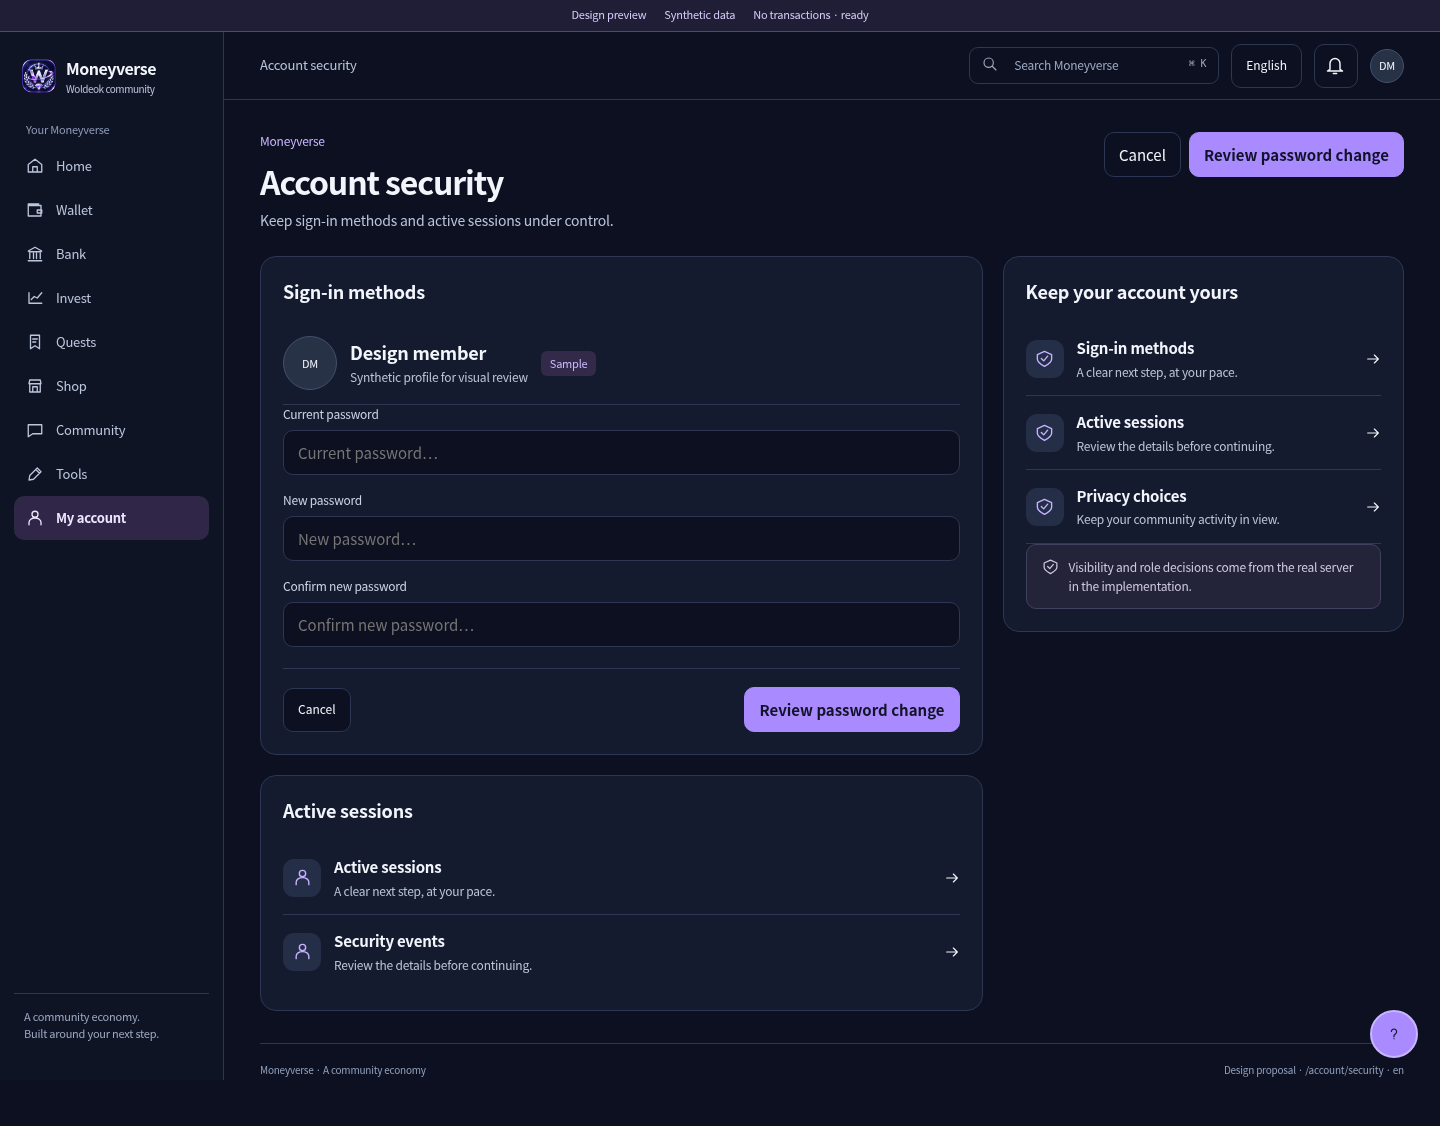 Design preview Synthetic data No transactions · ready
Moneyverse
Woldeok community
Your Moneyverse
Home
Wallet
Bank
Invest
Quests
Shop
Community
Tools
My account
A community economy.
Built around your next step.
Account security
Search Moneyverse ⌘ K
English
DM
Moneyverse
Account security
Keep sign-in methods and active sessions under control.
Cancel
Review password change
Sign-in methods
DM
Design member
Synthetic profile for visual review
Sample
Current password
Current password…
New password
New password…
Confirm new password
Confirm new password…
Cancel
Review password change
Active sessions
Active sessions
A clear next step, at your pace.
Security events
Review the details before continuing.
Keep your account yours
Sign-in methods
A clear next step, at your pace.
Active sessions
Review the details before continuing.
Privacy choices
Keep your community activity in view.
Visibility and role decisions come from the real server
in the implementation.
?
Moneyverse · A community economy
Design proposal · /account/security · en